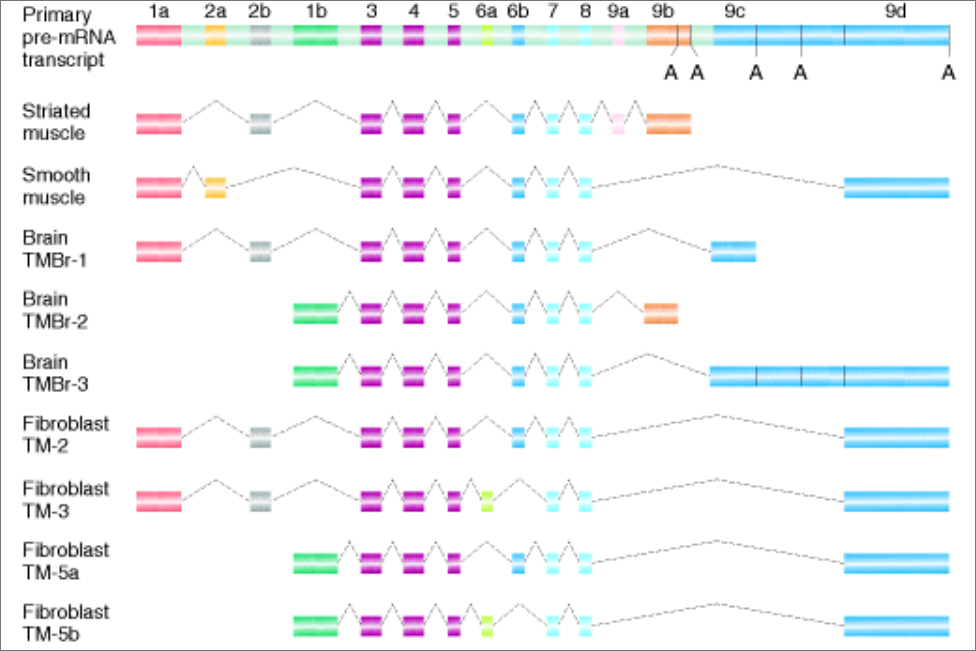 Primary pre-mRNA transcript
1a 2a 2b 1b 3 4 5 6a 6b 7 8 9a 9b 9c 9d
A A A A A
Striated
muscle
Smooth
muscle
Brain
TMBr-1
Brain
TMBr-2
Brain
TMBr-3
Fibroblast
TM-2
Fibroblast
TM-3
Fibroblast
TM-5a
Fibroblast
TM-5b